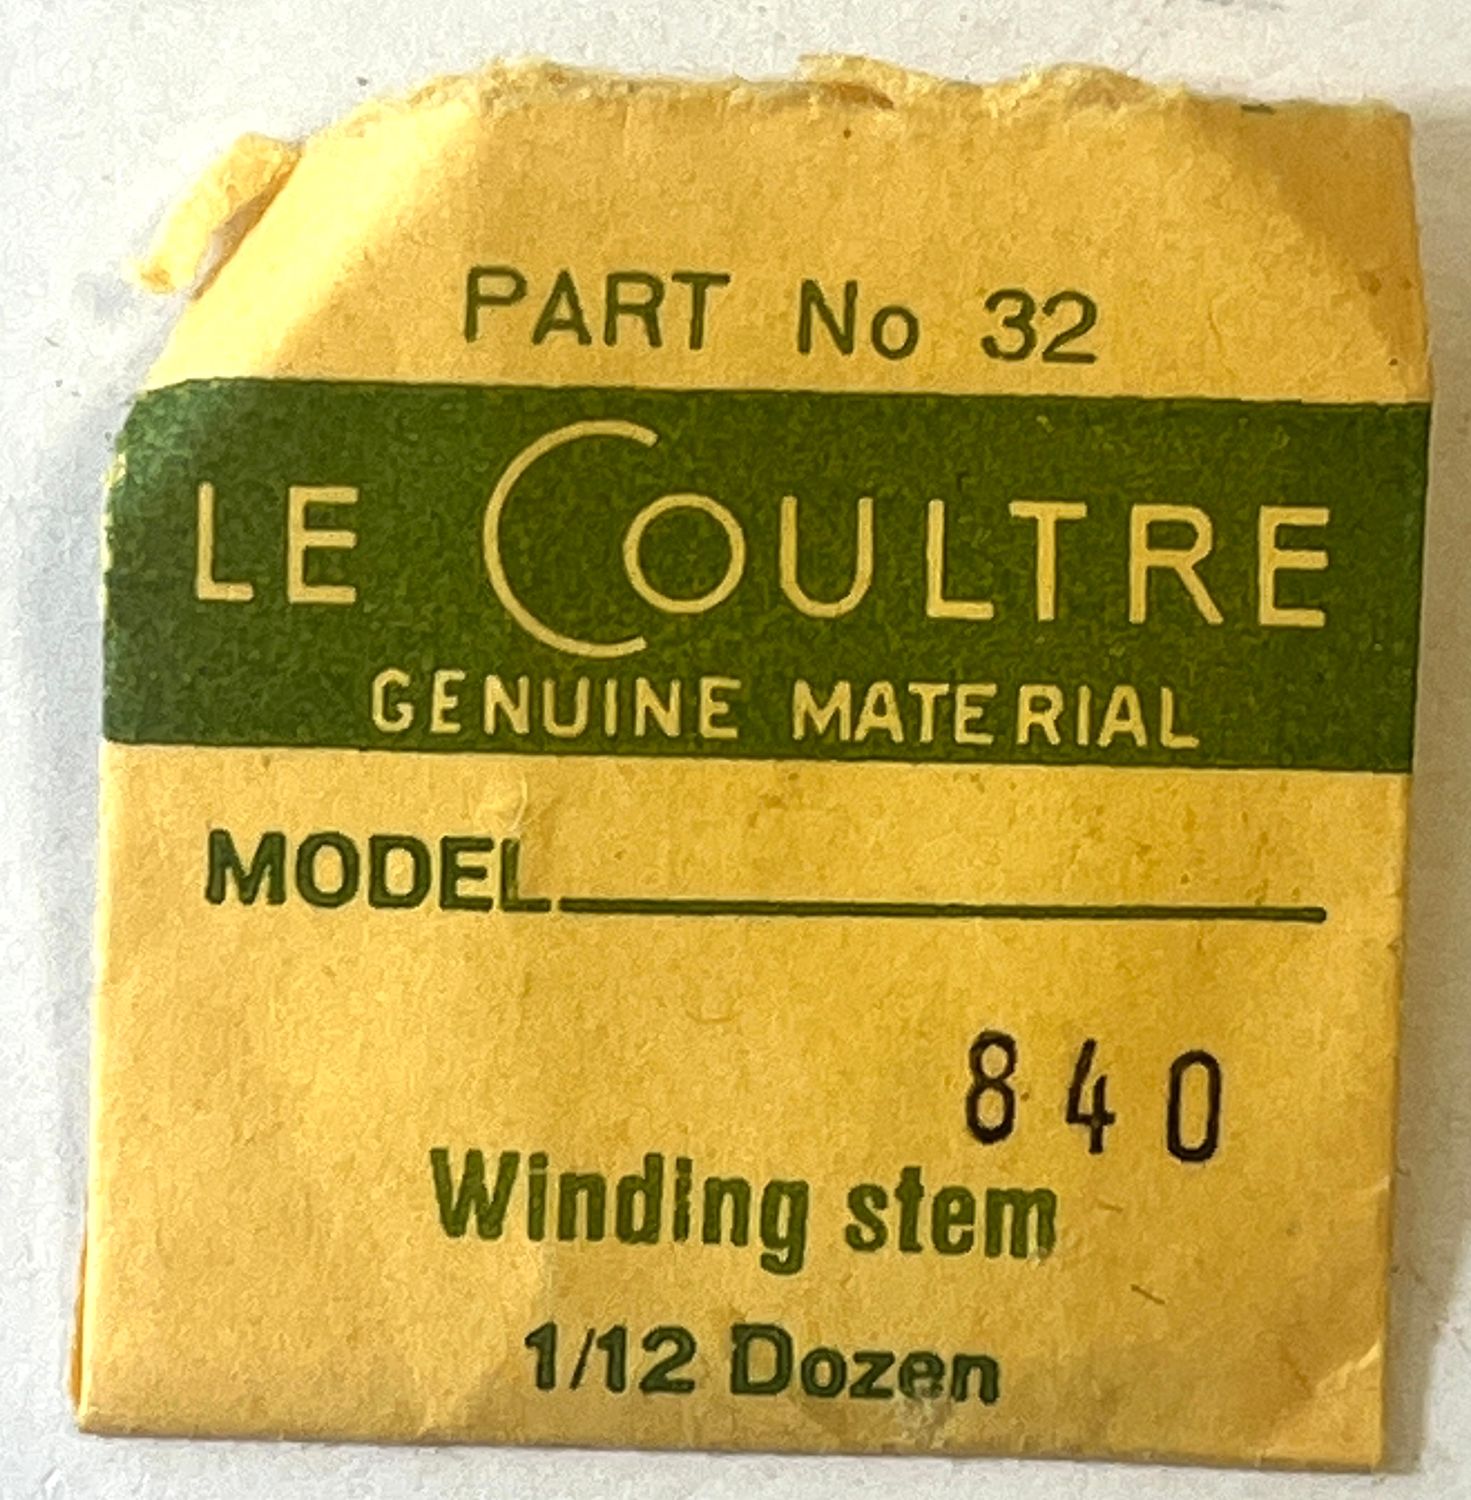 PART No 32
LE COULTRE
GENUINE MATERIAL
MODEL
840
Winding stem
1/12 Dozen